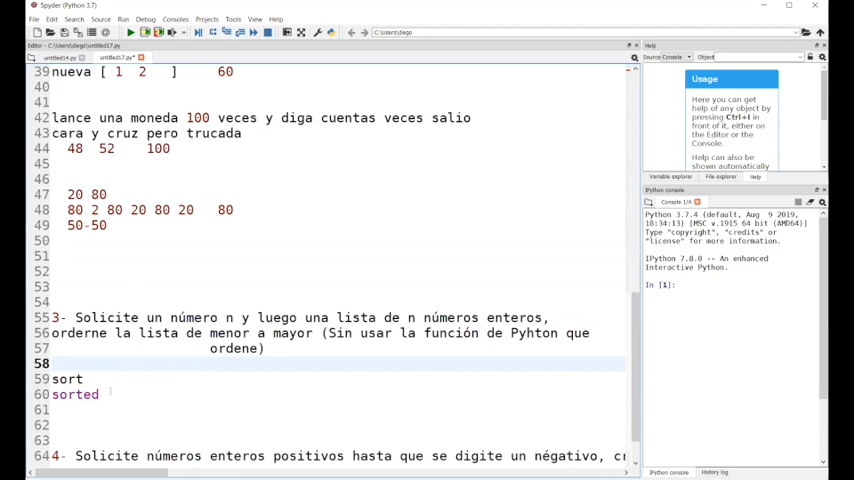 Spyder (Python 3.7)
File Edit Search Source Run Debug Consoles Projects Tools View Help
C:\Users\diego
Editor - C:\Users\diego\untitled17.py
untitled14.py
untitled17.py*
39 nueva [ 1 2 ] 60
40
41
42 lance una moneda 100 veces y diga cuentas veces salio
43 cara y cruz pero trucada
44 48 52 100
45
46
47 20 80
48 80 2 80 20 80 20 80
49 50-50
50
51
52
53
54
55 3- Solicite un número n y luego una lista de n números enteros,
56 orderne la lista de menor a mayor (Sin usar la función de Pyhton que
57 ordene)
58
59 sort
60 sorted
61
62
63
64 4- Solicite números enteros positivos hasta que se digite un négativo, cr
Help
Source Console Object
Usage
Here you can get
help of any object by
pressing Ctrl+I in
front of it, either on
the Editor or the
Console.
Help can also be
shown automatically
Variable explorer File explorer Help
IPython console
Console 1/A
Python 3.7.4 (default, Aug 9 2019,
18:34:13) [MSC v.1915 64 bit (AMD64)]
Type "copyright", "credits" or
"license" for more information.
IPython 7.8.0 -- An enhanced
Interactive Python.
In [1]:
IPython console History log